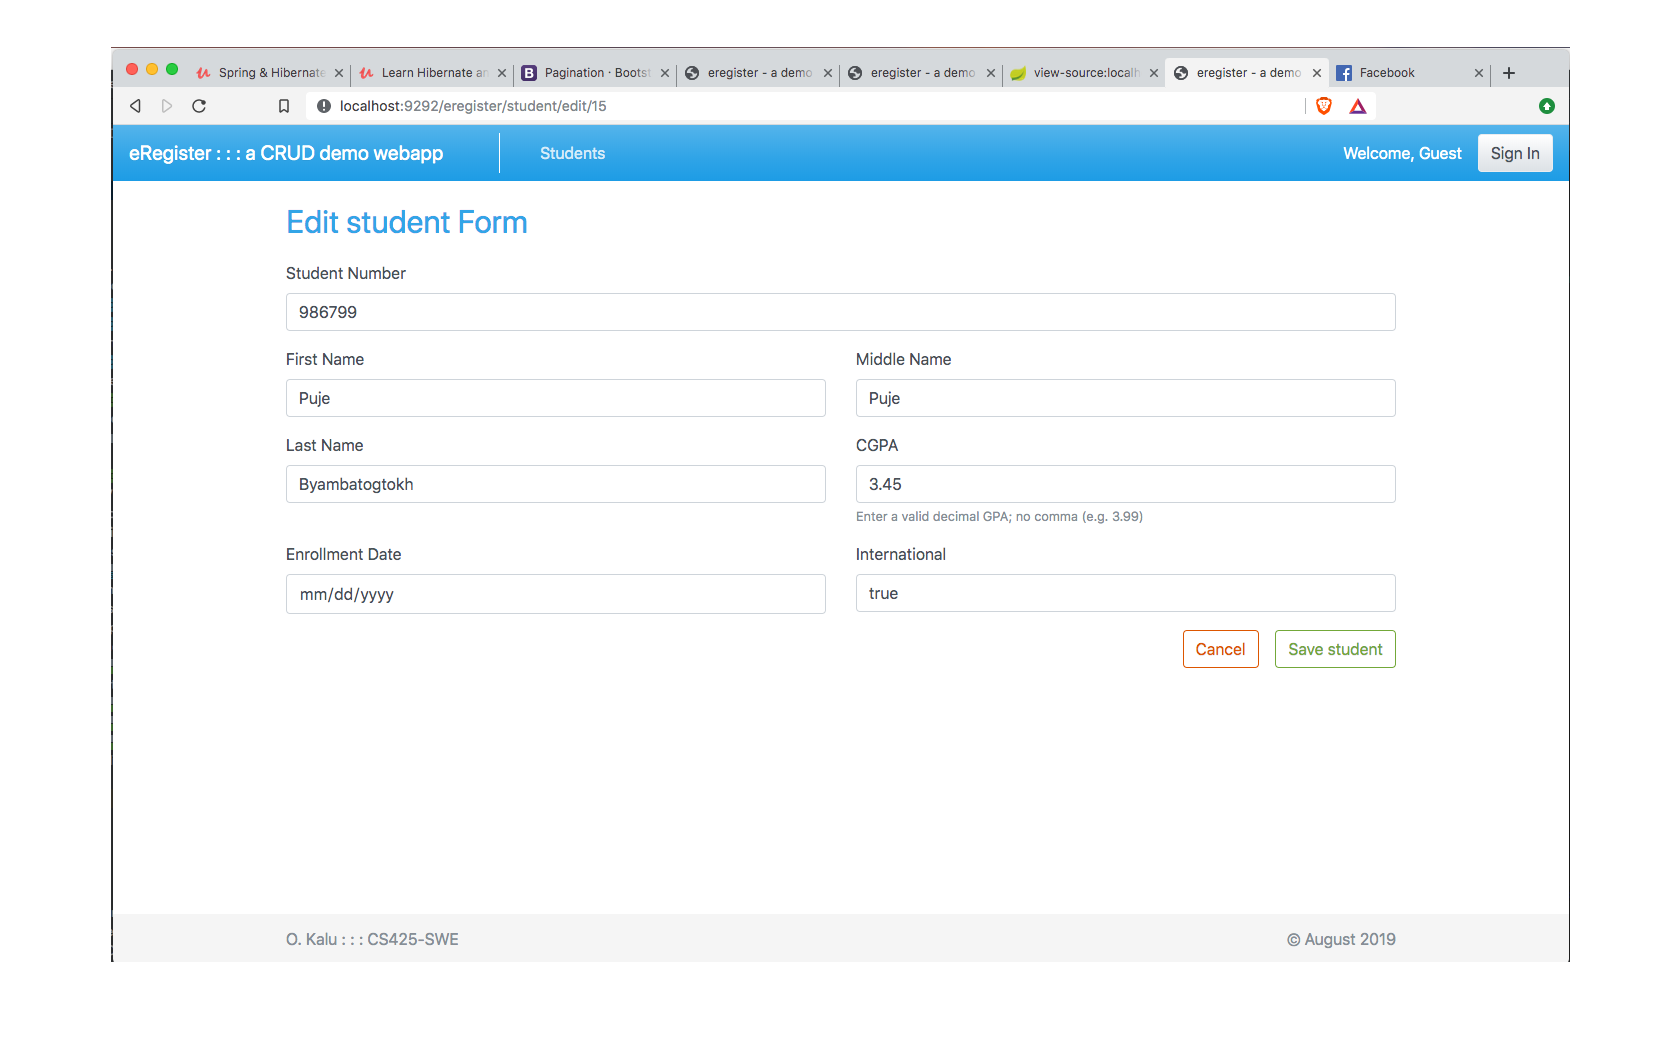 Spring & Hibernate
Learn Hibernate an
Pagination · Bootst
eregister - a demo
eregister - a demo
view-source:localh
eregister - a demo
Facebook
localhost:9292/eregister/student/edit/15
eRegister : : : a CRUD demo webapp
Students
Welcome, Guest
Sign In
Edit student Form
Student Number
986799
First Name
Middle Name
Puje
Puje
Last Name
CGPA
Byambatogtokh
3.45
Enter a valid decimal GPA; no comma (e.g. 3.99)
Enrollment Date
International
mm/dd/yyyy
true
Cancel
Save student
O. Kalu : : : CS425-SWE
© August 2019